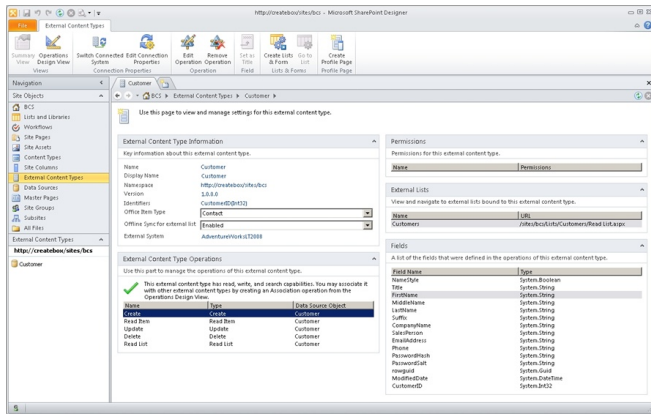 http://createbox/sites/bcs - Microsoft SharePoint Designer
File External Content Types
Summary View
Operations Design View
Views
Switch Connected System
Edit Connection Properties
Connection Properties
Edit Operation
Remove Operation
Operation
Set as Title
Field
Create Lists & Form
Go to List
Lists & Forms
Create Profile Page
Profile Page
Navigation
Customer
Site Objects
BCS
Lists and Libraries
Workflows
Site Pages
Site Assets
Content Types
Site Columns
External Content Types
Data Sources
Master Pages
Site Groups
Subsites
All Files
External Content Types
http://createbox/sites/bcs
Customer
BCS External Content Types Customer
Use this page to view and manage settings for this external content type.
External Content Type Information
Key information about this external content type.
Name Customer
Display Name Customer
Namespace http://createbox/sites/bcs
Version 1.0.0.0
Identifiers CustomerID(Int32)
Office Item Type Contact
Offline Sync for external list Enabled
External System AdventureWorksLT2008
External Content Type Operations
Use this part to manage the operations of this external content type.
This external content type has read, write, and search capabilities. You may associate it
with other external content types by creating an Association operation from the
Operations Design View.
Name Type Data Source Object
Create Create Customer
Read Item Read Item Customer
Update Update Customer
Delete Delete Customer
Read List Read List Customer
Permissions
Permissions for this external content type.
Name Permissions
External Lists
View and navigate to external lists bound to this external content type.
Name URL
Customers /sites/bcs/Lists/Customers/Read List.aspx
Fields
A list of the fields that were defined in the operations of this external content type.
Field Name Type
NameStyle System.Boolean
Title System.String
FirstName System.String
MiddleName System.String
LastName System.String
Suffix System.String
CompanyName System.String
SalesPerson System.String
EmailAddress System.String
Phone System.String
PasswordHash System.String
PasswordSalt System.String
rowguid System.Guid
ModifiedDate System.DateTime
CustomerID System.Int32